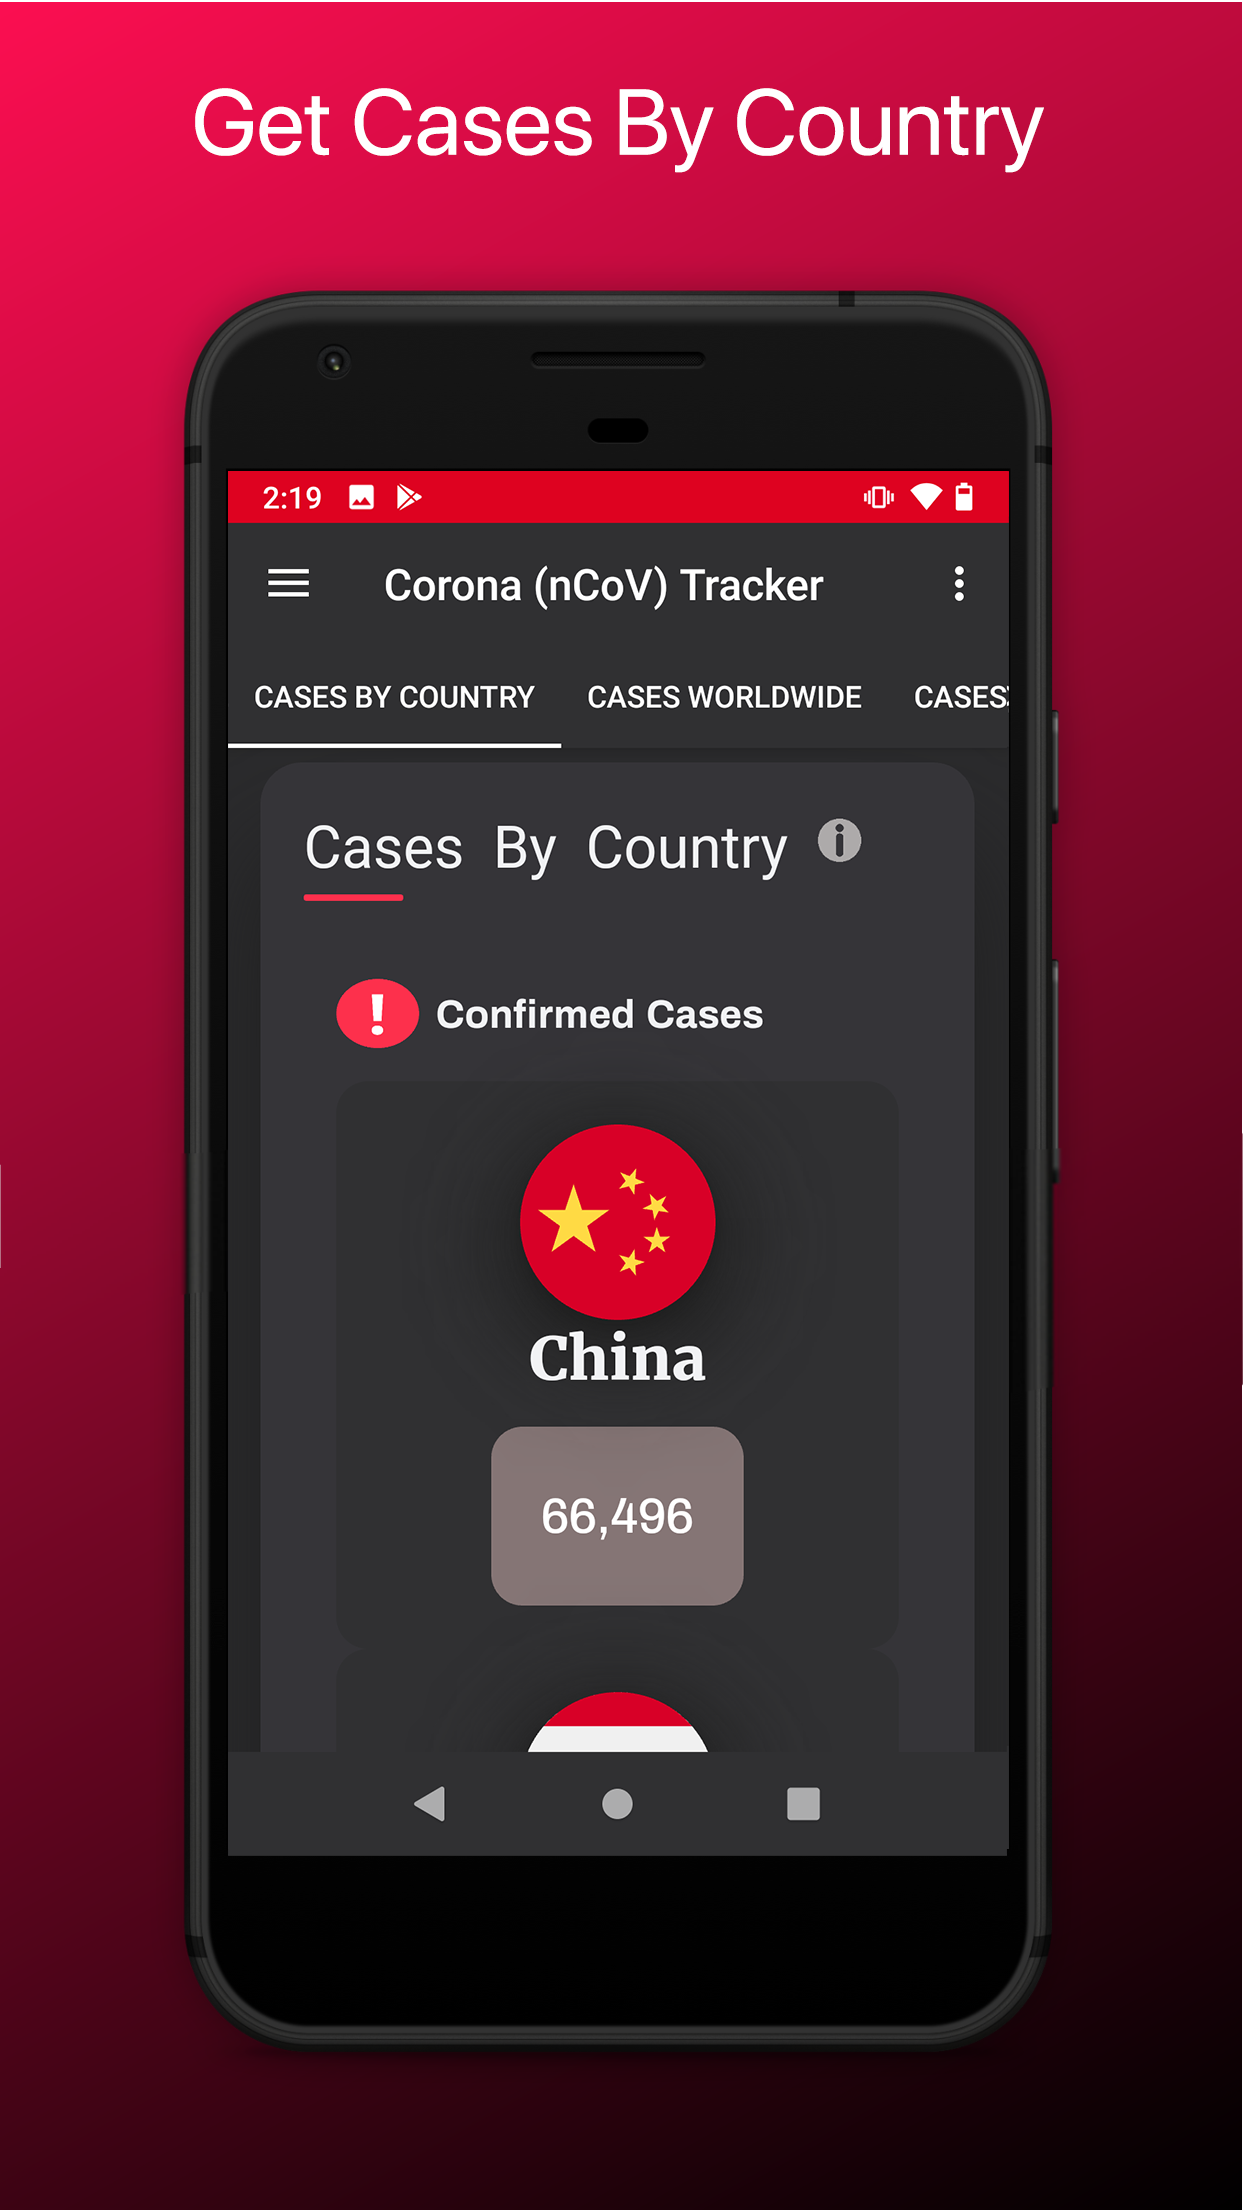 Get Cases By Country
2:19
Corona (nCoV) Tracker
CASES BY COUNTRY CASES WORLDWIDE CASES
Cases By Country
Confirmed Cases
China
66,496